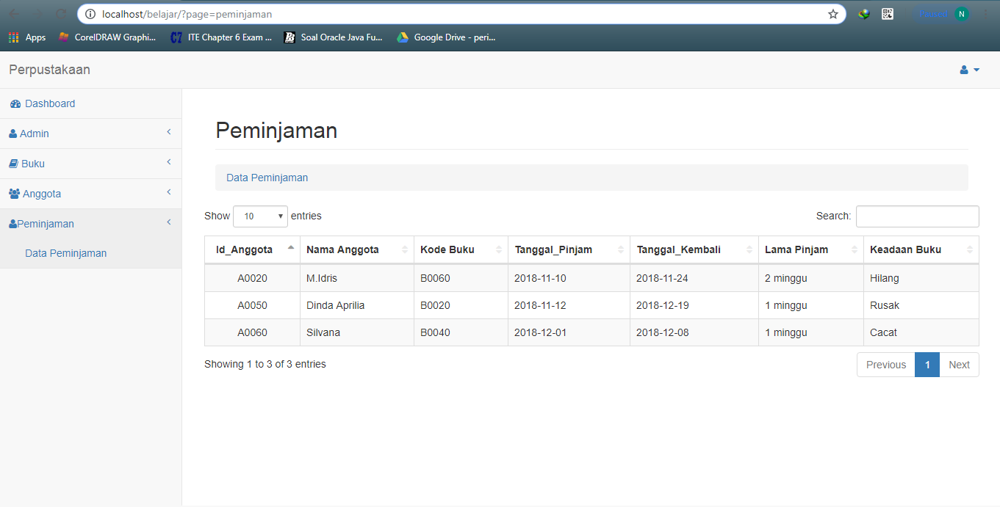 localhost/belajar/?page=peminjaman
Apps CorelDRAW Graphi... C7 ITE Chapter 6 Exam ... Soal Oracle Java Fu... Google Drive - peri...
N
Perpustakaan
Dashboard
Admin
Buku
Anggota
Peminjaman
Data Peminjaman
Peminjaman
Data Peminjaman
Show 10 entries Search:
Id_Anggota Nama Anggota Kode Buku Tanggal_Pinjam Tanggal_Kembali Lama Pinjam Keadaan Buku
A0020 M.Idris B0060 2018-11-10 2018-11-24 2 minggu Hilang
A0050 Dinda Aprilia B0020 2018-11-12 2018-12-19 1 minggu Rusak
A0060 Silvana B0040 2018-12-01 2018-12-08 1 minggu Cacat
Showing 1 to 3 of 3 entries Previous 1 Next